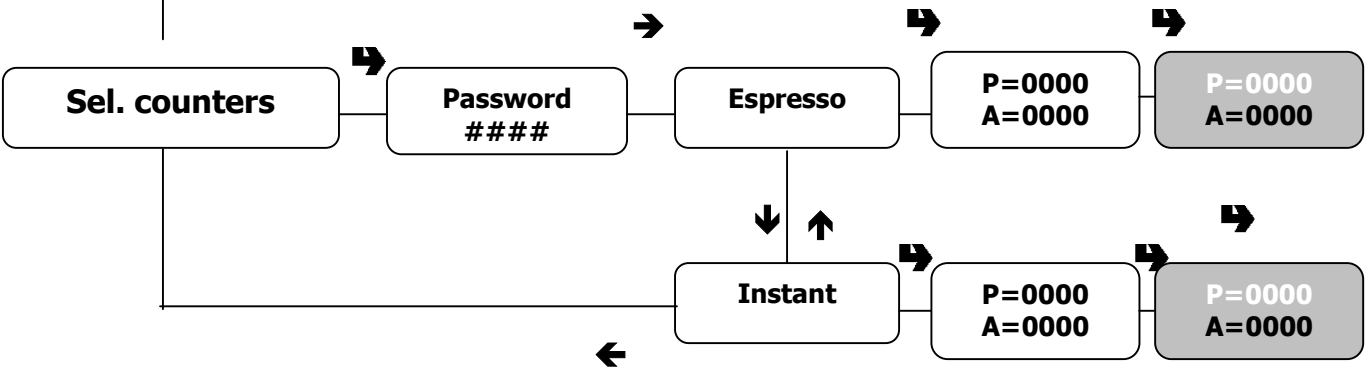 Sel. counters
Password
####
Espresso
P=0000
A=0000
P=0000
A=0000
Instant
P=0000
A=0000
P=0000
A=0000